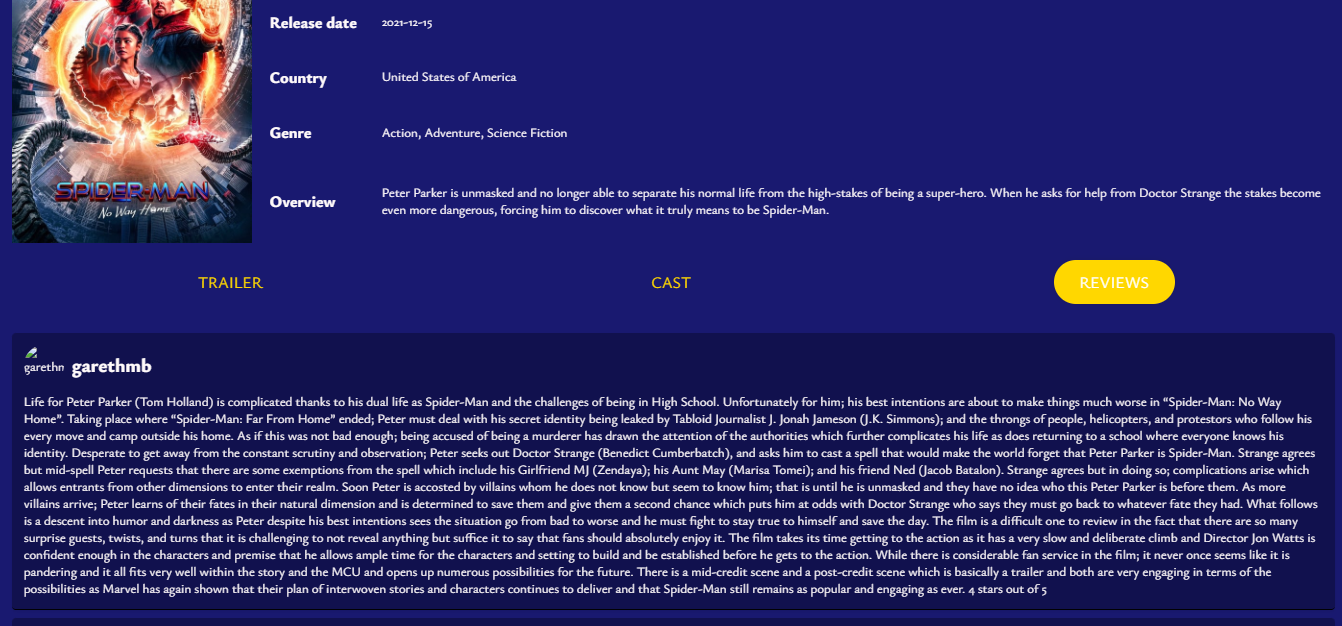 Release date 2021-12-15
Country United States of America
Genre Action, Adventure, Science Fiction
SPIDER-MAN
No Way Home
Overview Peter Parker is unmasked and no longer able to separate his normal life from the high-stakes of being a super-hero. When he asks for help from Doctor Strange the stakes become
even more dangerous, forcing him to discover what it truly means to be Spider-Man.
TRAILER CAST REVIEWS
garethm garethmb
Life for Peter Parker (Tom Holland) is complicated thanks to his dual life as Spider-Man and the challenges of being in High School. Unfortunately for him; his best intentions are about to make things much worse in “Spider-Man: No Way
Home”. Taking place where “Spider-Man: Far From Home” ended; Peter must deal with his secret identity being leaked by Tabloid Journalist J. Jonah Jameson (J.K. Simmons); and the throngs of people, helicopters, and protestors who follow his
every move and camp outside his home. As if this was not bad enough; being accused of being a murderer has drawn the attention of the authorities which further complicates his life as does returning to a school where everyone knows his
identity. Desperate to get away from the constant scrutiny and observation; Peter seeks out Doctor Strange (Benedict Cumberbatch), and asks him to cast a spell that would make the world forget that Peter Parker is Spider-Man. Strange agrees
but mid-spell Peter requests that there are some exemptions from the spell which include his Girlfriend MJ (Zendaya); his Aunt May (Marisa Tomei); and his friend Ned (Jacob Batalon). Strange agrees but in doing so; complications arise which
allows entrants from other dimensions to enter their realm. Soon Peter is accosted by villains whom he does not know but seem to know him; that is until he is unmasked and they have no idea who this Peter Parker is before them. As more
villains arrive; Peter learns of their fates in their natural dimension and is determined to save them and give them a second chance which puts him at odds with Doctor Strange who says they must go back to whatever fate they had. What follows
is a descent into humor and darkness as Peter despite his best intentions sees the situation go from bad to worse and he must fight to stay true to himself and save the day. The film is a difficult one to review in the fact that there are so many
surprise guests, twists, and turns that it is challenging to not reveal anything but suffice it to say that fans should absolutely enjoy it. The film takes its time getting to the action as it has a very slow and deliberate climb and Director Jon Watts is
confident enough in the characters and premise that he allows ample time for the characters and setting to build and be established before he gets to the action. While there is considerable fan service in the film; it never once seems like it is
pandering and it all fits very well within the story and the MCU and opens up numerous possibilities for the future. There is a mid-credit scene and a post-credit scene which is basically a trailer and both are very engaging in terms of the
possibilities as Marvel has again shown that their plan of interwoven stories and characters continues to deliver and that Spider-Man still remains as popular and engaging as ever. 4 stars out of 5